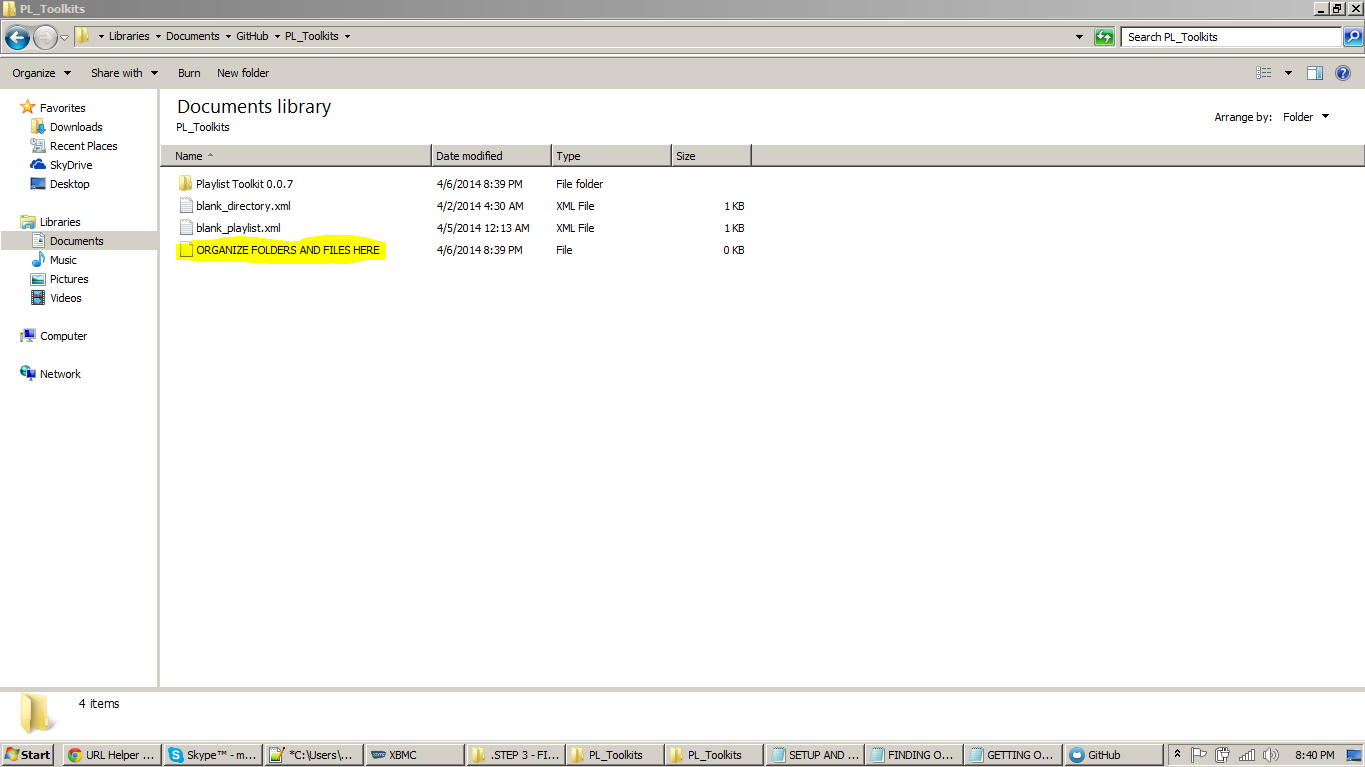 PL_Toolkits
Libraries Documents GitHub PL_Toolkits Search PL_Toolkits
Organize Share with Burn New folder
Favorites
Downloads
Recent Places
SkyDrive
Desktop
Libraries
Documents
Music
Pictures
Videos
Computer
Network
Documents library
PL_Toolkits
Arrange by: Folder
Name Date modified Type Size
Playlist Toolkit 0.0.7 4/6/2014 8:39 PM File folder
blank_directory.xml 4/2/2014 4:30 AM XML File 1 KB
blank_playlist.xml 4/5/2014 12:13 AM XML File 1 KB
ORGANIZE FOLDERS AND FILES HERE 4/6/2014 8:39 PM File 0 KB
4 items
Start URL Helper ... Skype™ - m... *C:\Users\... XBMC .STEP 3 - FI... PL_Toolkits PL_Toolkits SETUP AND ... FINDING O... GETTING O... GitHub 8:40 PM